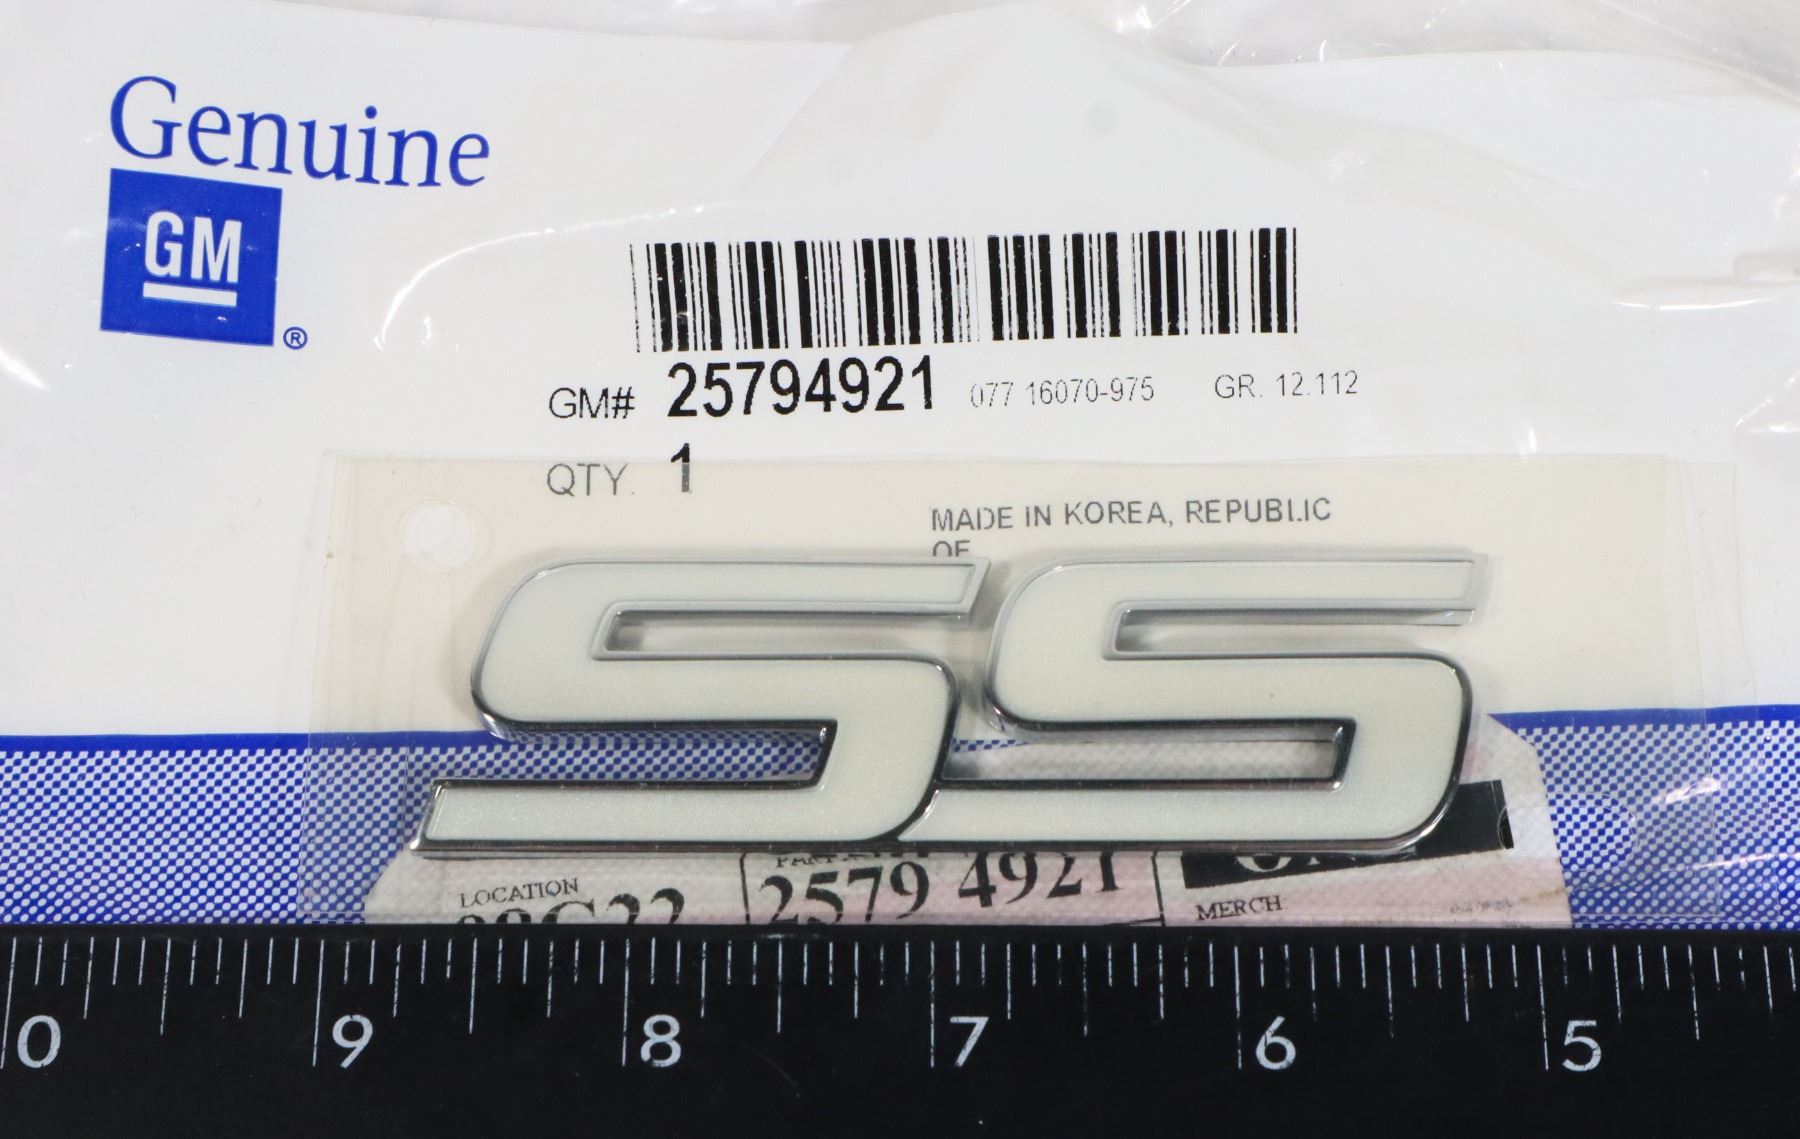 Genuine
GM
®
GM# 25794921 077 16070-975 GR. 12.112
QTY. 1
MADE IN KOREA, REPUBLIC
OF
SS
LOCATION
2579 4921
MERCH
0 9 8 7 6 5